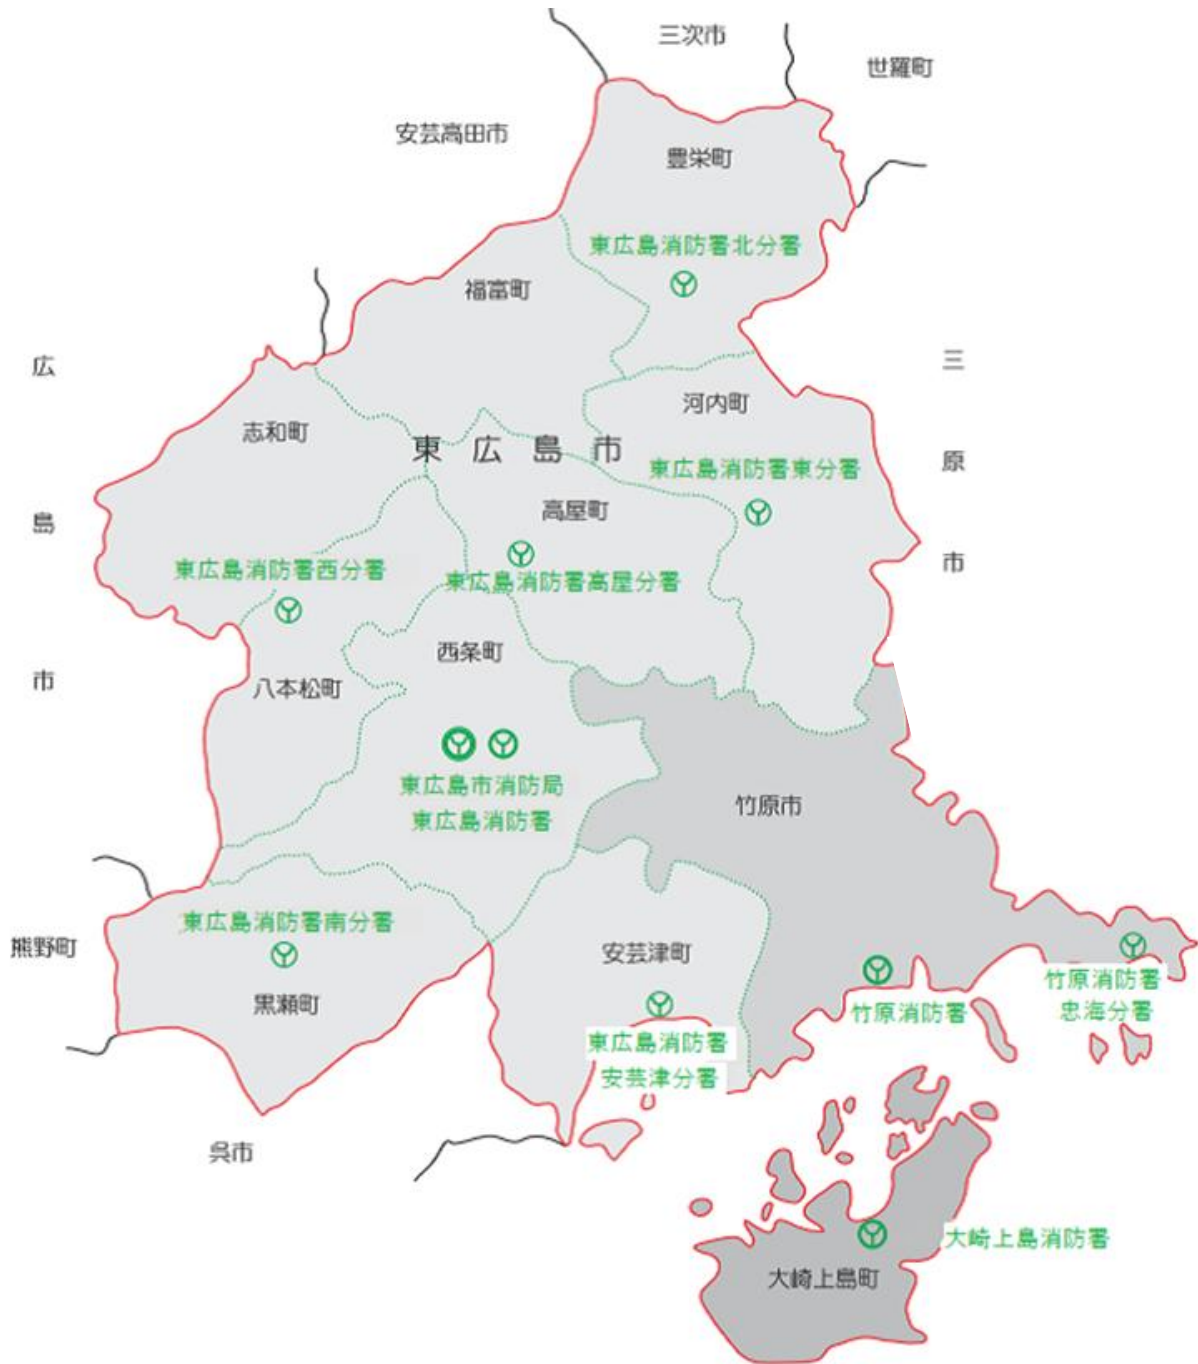 三次市
世羅町
安芸高田市
豊栄町
東広島消防署北分署
福富町
広島市
三原市
河内町
志和町
東広島市
東広島消防署東分署
高屋町
東広島消防署西分署
東広島消防署高屋分署
西条町
八本松町
東広島市消防局
東広島消防署
竹原市
東広島消防署南分署
熊野町
安芸津町
黒瀬町
竹原消防署
忠海分署
竹原消防署
東広島消防署
安芸津分署
呉市
大崎上島消防署
大崎上島町